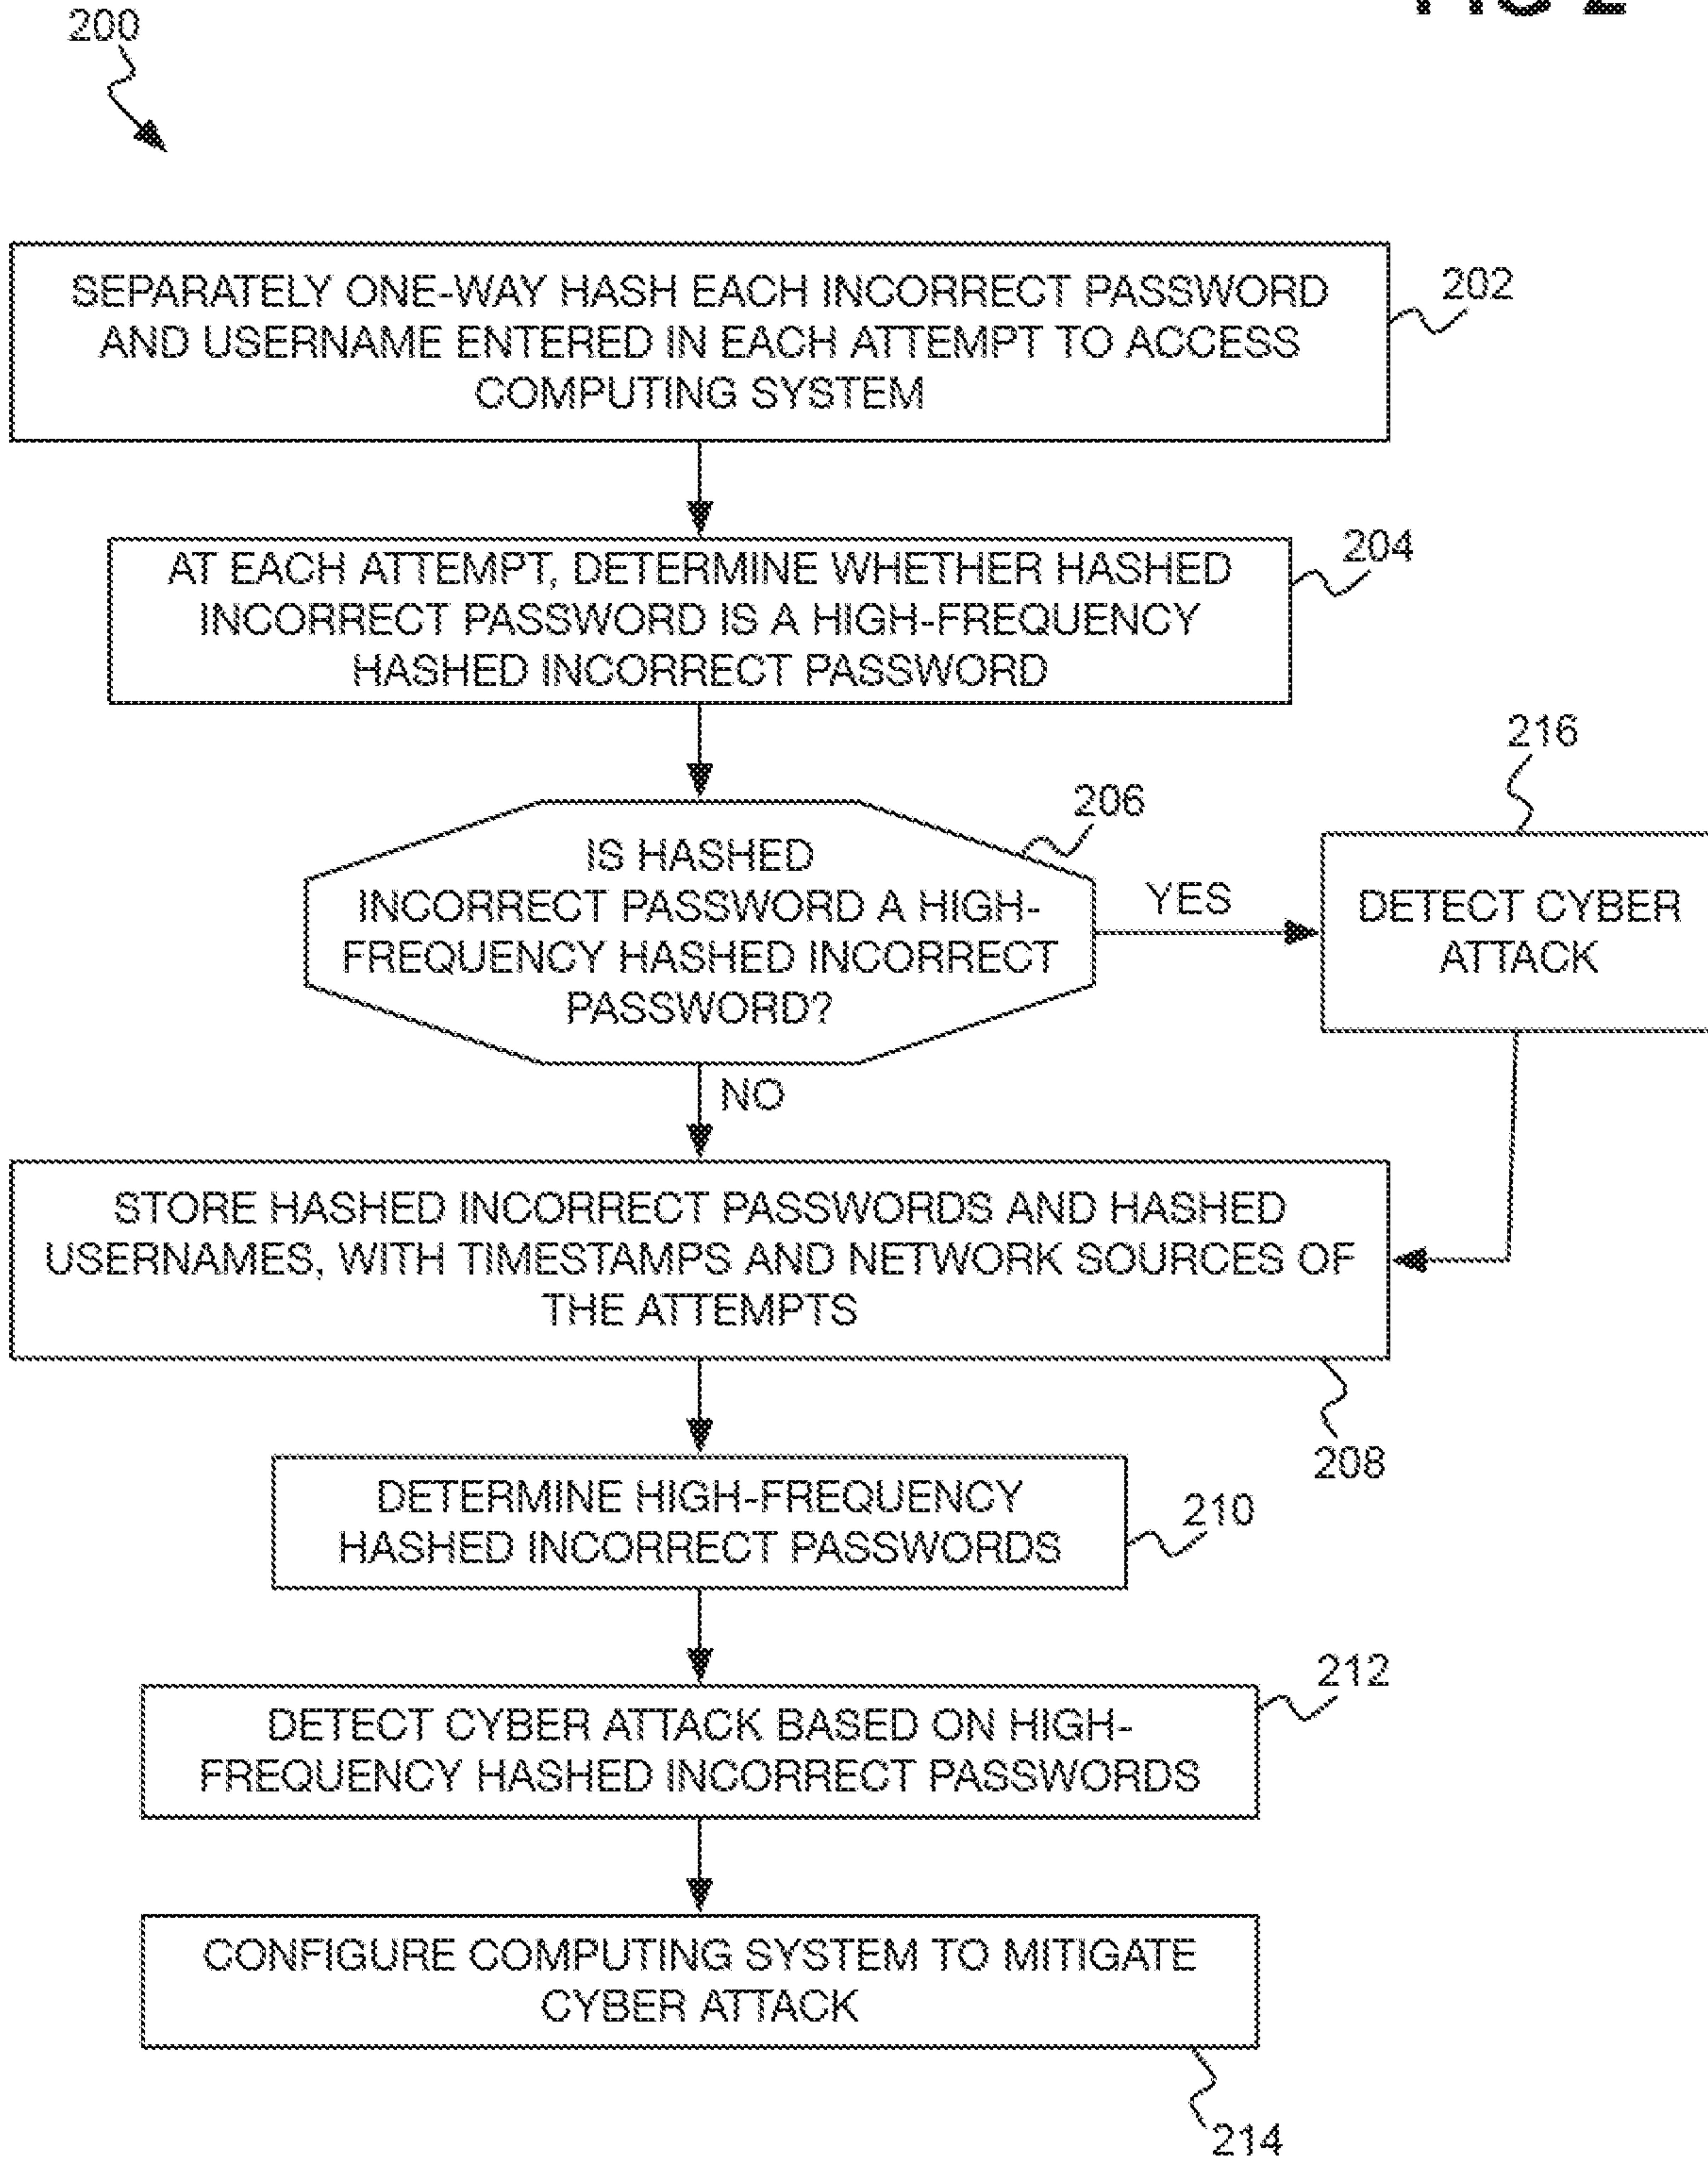 200
SEPARATELY ONE-WAY HASH EACH INCORRECT PASSWORD
AND USERNAME ENTERED IN EACH ATTEMPT TO ACCESS
COMPUTING SYSTEM
202
AT EACH ATTEMPT, DETERMINE WHETHER HASHED
INCORRECT PASSWORD IS A HIGH-FREQUENCY
HASHED INCORRECT PASSWORD
204
IS HASHED
INCORRECT PASSWORD A HIGH-
FREQUENCY HASHED INCORRECT
PASSWORD?
206
YES
216
DETECT CYBER
ATTACK
NO
STORE HASHED INCORRECT PASSWORDS AND HASHED
USERNAMES, WITH TIMESTAMPS AND NETWORK SOURCES OF
THE ATTEMPTS
208
DETERMINE HIGH-FREQUENCY
HASHED INCORRECT PASSWORDS
210
DETECT CYBER ATTACK BASED ON HIGH-
FREQUENCY HASHED INCORRECT PASSWORDS
212
CONFIGURE COMPUTING SYSTEM TO MITIGATE
CYBER ATTACK
214